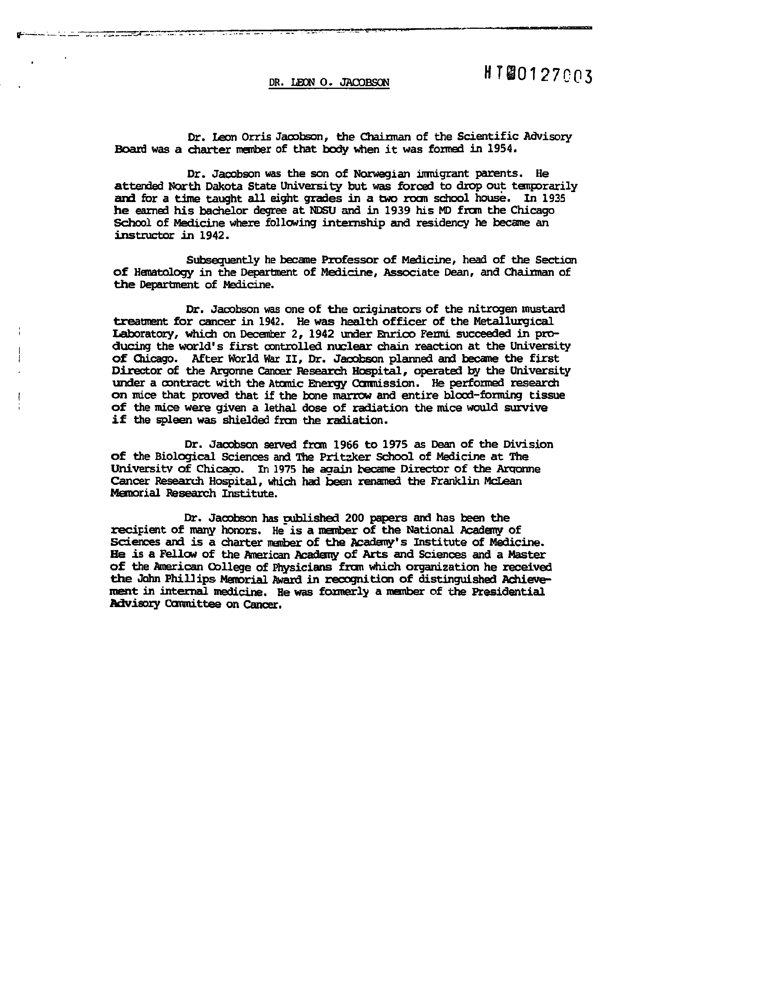 HT 0127003
DR. LEON O. JACOBSON
Dr. Leon Orris Jacobson, the Chairman of the Scientific Advisory
Board was a charter member of that body when it was formed in 1954.
Dr. Jacobson was the son of Norwegian immigrant parents. He
attended North Dakota State University but was forced to drop out temporarily
and for a time taught all eight grades in a two room school house. In 1935
he earned his bachelor degree at NDSU and in 1939 his MD from the Chicago
School of Medicine where following internship and residency he became an
instructor in 1942.
Subsequently he became Professor of Medicine, head of the Section
of Hematology in the Department of Medicine, Associate Dean, and Chairman of
the Department of Medicine.
Dr. Jacobson was one of the originators of the nitrogen mustard
treatment for cancer in 1942. He was health officer of the Metallurgical
Laboratory, which on December 2, 1942 under Enrico Fermi succeeded in pro-
ducing the world's first controlled nuclear chain reaction at the University
of Chicago. After World War II, Dr. Jacobson planned and became the first
Director of the Argonne Cancer Research Hospital, operated by the University
under a contract with the Atomic Energy Commission. He performed research
on mice that proved that if the bone marrow and entire blood-forming tissue
of the mice were given a lethal dose of radiation the mice would survive
if the spleen was shielded from the radiation.
Dr. Jacobson served from 1966 to 1975 as Dean of the Division
of the Biological Sciences and The Pritzker School of Medicine at The
University of Chicago. In 1975 he again became Director of the Argonne
Cancer Research Hospital, which had been renamed the Franklin McLean
Memorial Research Institute.
Dr. Jacobson has published 200 papers and has been the
recipient of many honors. He is a member of the National Academy of
Sciences and is a charter member of the Academy's Institute of Medicine.
He is a Fellow of the American Academy of Arts and Sciences and a Master
of the American College of Physicians from which organization he received
the John Phillips Memorial Award in recognition of distinguished Achieve-
ment in internal medicine. He was formerly a member of the Presidential
Advisory Committee on Cancer.